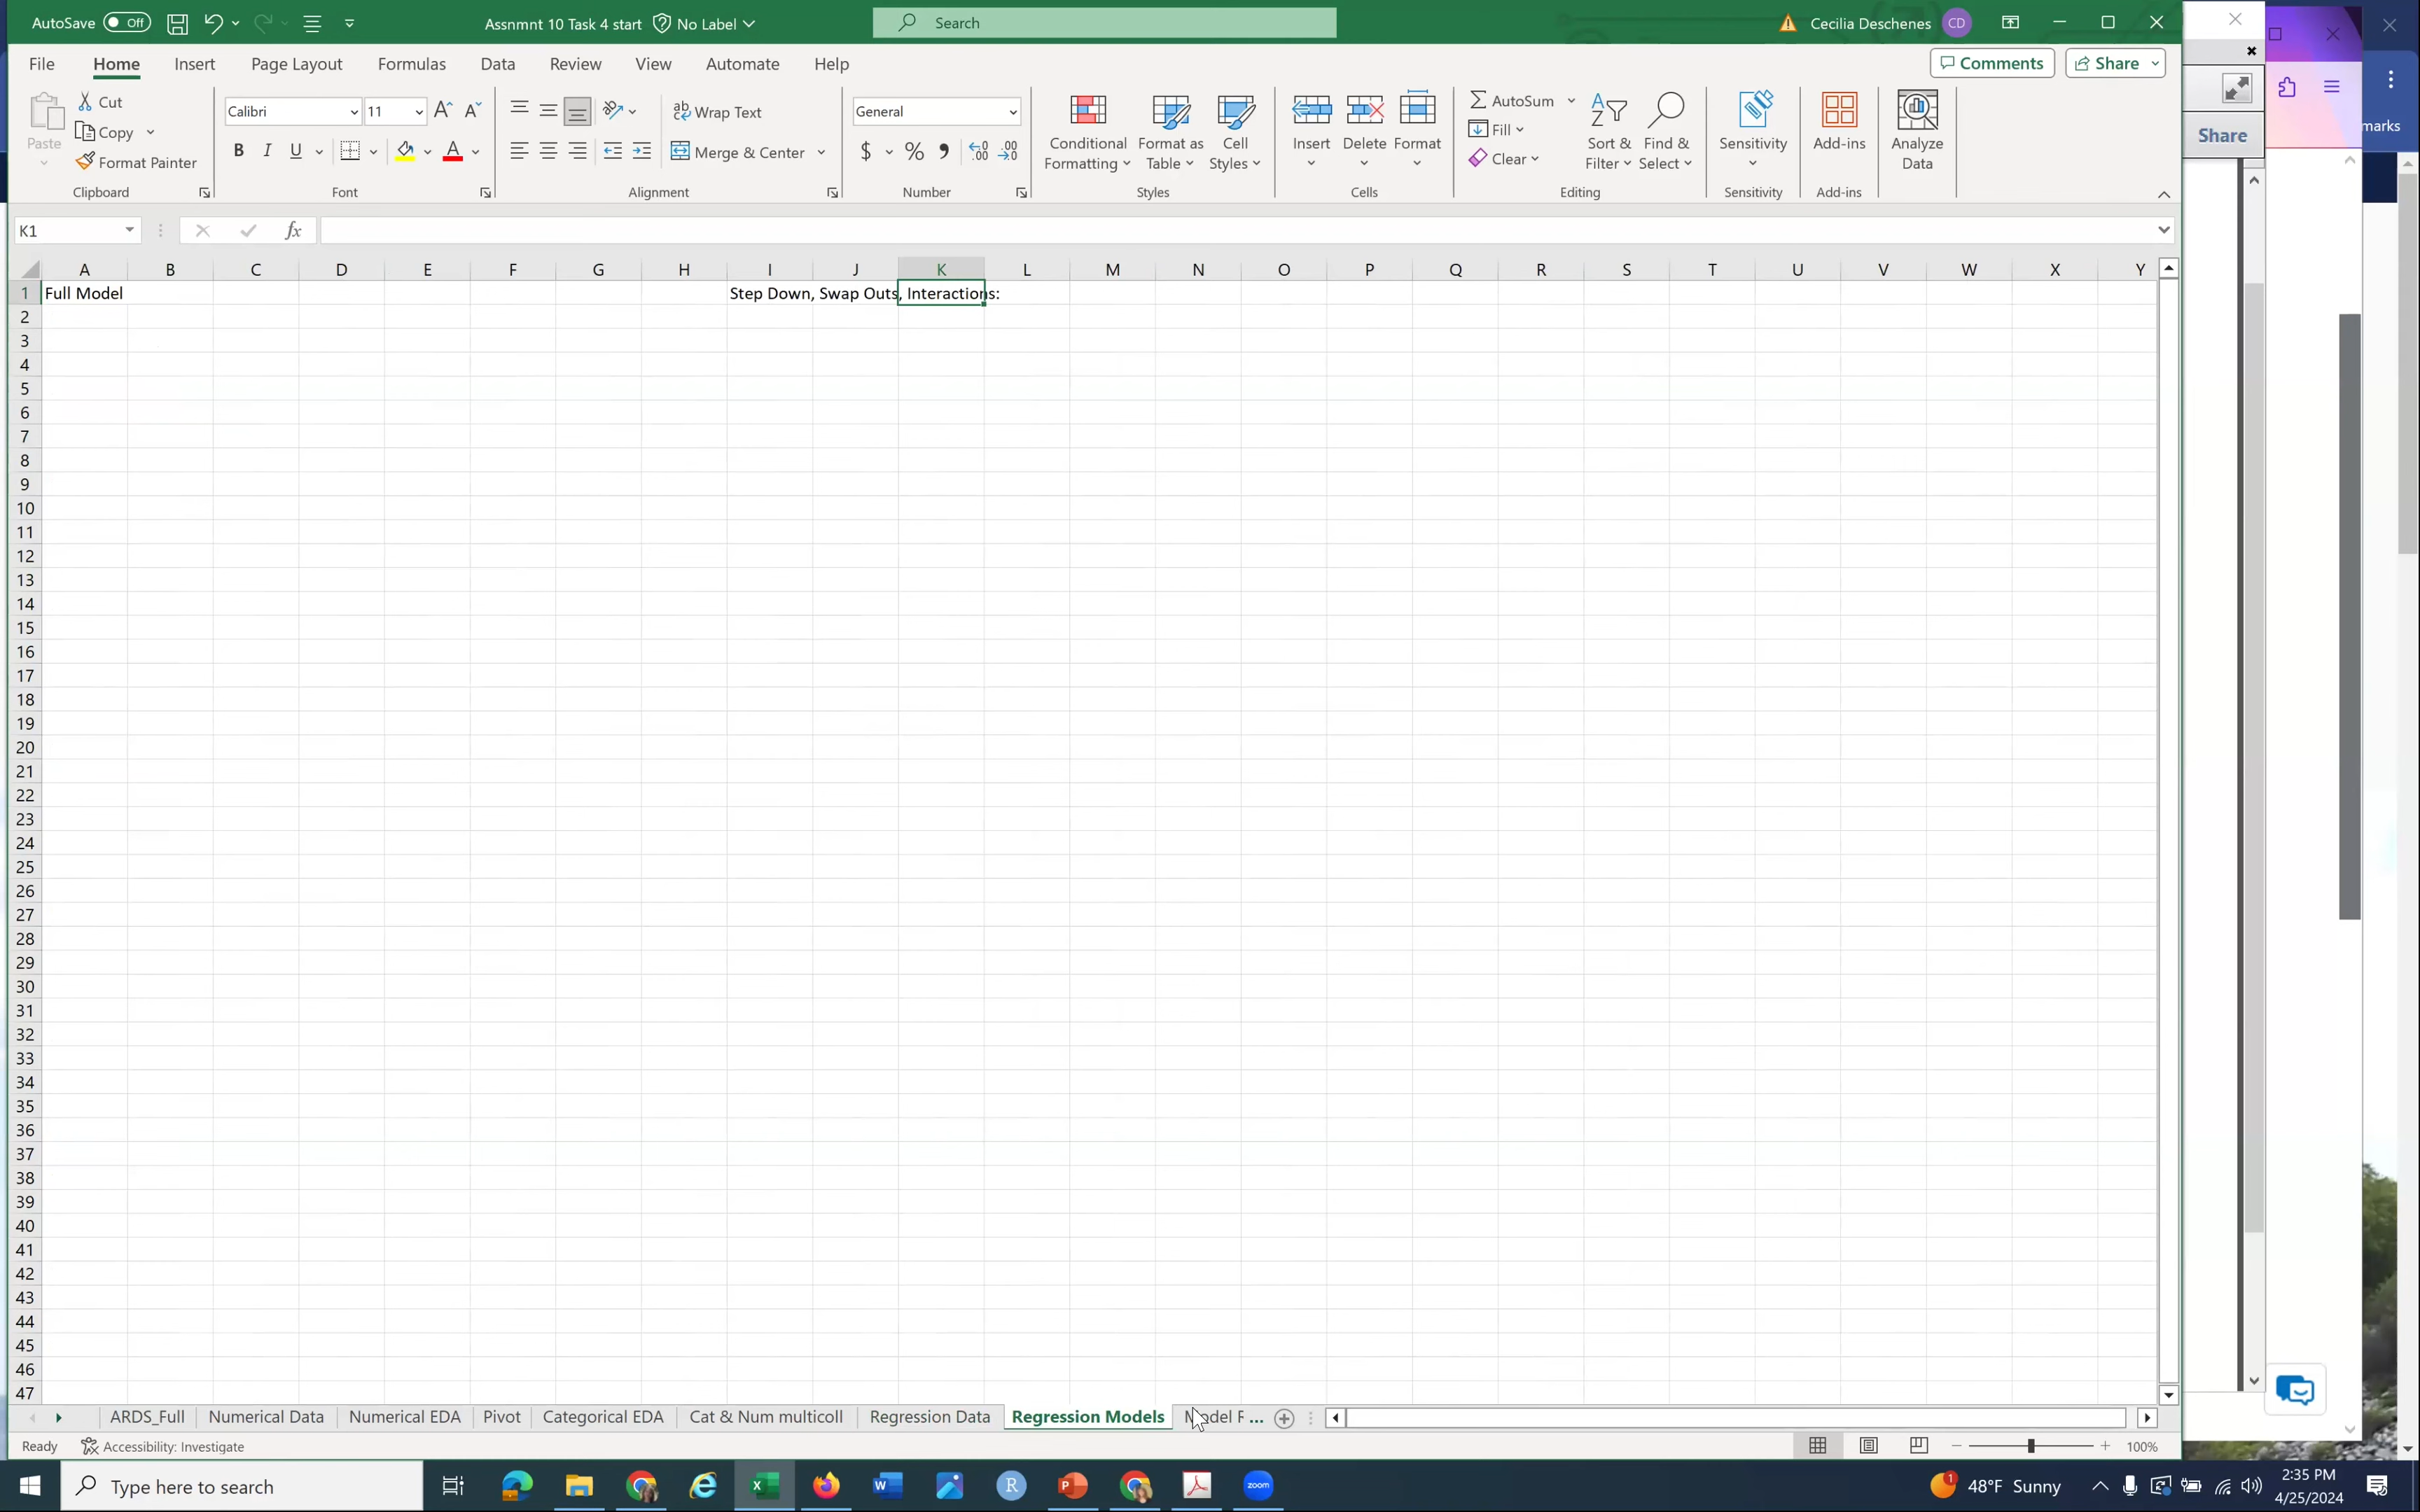 AutoSave Off Assnmt 10 Task 4 start No Label Search Cecilia Deschenes CD
File Home Insert Page Layout Formulas Data Review View Automate Help Comments Share
Paste Cut Copy Format Painter Clipboard
Calibri 11 B I U A Font
Wrap Text Merge & Center Alignment
General $ % Number
Conditional Formatting Format as Table Cell Styles Styles
Insert Delete Format Cells
AutoSum Fill Clear Sort & Filter Find & Select Editing
Sensitivity Sensitivity
Add-ins Add-ins
Analyze Data
Share
marks
K1 fx
A B C D E F G H I J K L M N O P Q R S T U V W X Y
1 Full Model Step Down, Swap Outs, Interactions:
2
3
4
5
6
7
8
9
10
11
12
13
14
15
16
17
18
19
20
21
22
23
24
25
26
27
28
29
30
31
32
33
34
35
36
37
38
39
40
41
42
43
44
45
46
47
ARDS_Full Numerical Data Numerical EDA Pivot Categorical EDA Cat & Num multicoll Regression Data Regression Models Model F ...
Ready Accessibility: Investigate 100%
Type here to search zoom 1 48°F Sunny 2:35 PM
4/25/2024